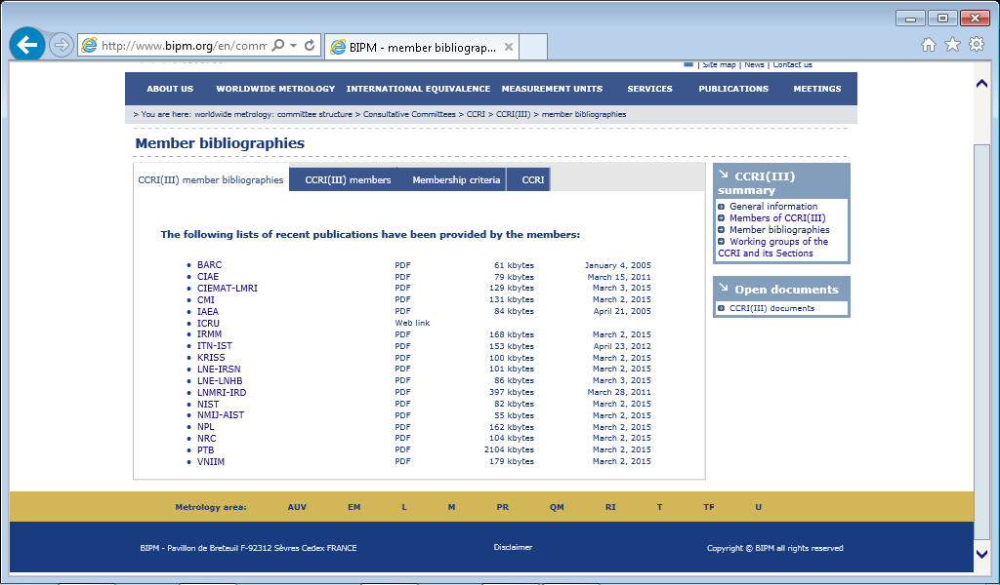 http://www.bipm.org/en/comm
BIPM - member bibliograp...
| Site map | News | Contact us
ABOUT US WORLDWIDE METROLOGY INTERNATIONAL EQUIVALENCE MEASUREMENT UNITS SERVICES PUBLICATIONS MEETINGS
> You are here: worldwide metrology: committee structure > Consultative Committees > CCRI > CCRI(III) > member bibliographies
Member bibliographies
CCRI(III) member bibliographies CCRI(III) members Membership criteria CCRI
The following lists of recent publications have been provided by the members:
BARC PDF 61 kbytes January 4, 2005
CIAE PDF 79 kbytes March 15, 2011
CIEMAT-LMRI PDF 129 kbytes March 3, 2015
CMI PDF 131 kbytes March 2, 2015
IAEA PDF 84 kbytes April 21, 2005
ICRU Web link
IRMM PDF 168 kbytes March 2, 2015
ITN-IST PDF 153 kbytes April 23, 2012
KRISS PDF 100 kbytes March 2, 2015
LNE-IRSN PDF 101 kbytes March 2, 2015
LNE-LNHB PDF 86 kbytes March 3, 2015
LNMRI-IRD PDF 397 kbytes March 28, 2011
NIST PDF 82 kbytes March 2, 2015
NMIJ-AIST PDF 55 kbytes March 2, 2015
NPL PDF 162 kbytes March 2, 2015
NRC PDF 104 kbytes March 2, 2015
PTB PDF 2104 kbytes March 2, 2015
VNIIM PDF 179 kbytes March 2, 2015
CCRI(III)
summary
General information
Members of CCRI(III)
Member bibliographies
Working groups of the
CCRI and its Sections
Open documents
CCRI(III) documents
Metrology area: AUV EM L M PR QM RI T TF U
BIPM - Pavillon de Breteuil F-92312 Sèvres Cedex FRANCE Disclaimer Copyright © BIPM all rights reserved